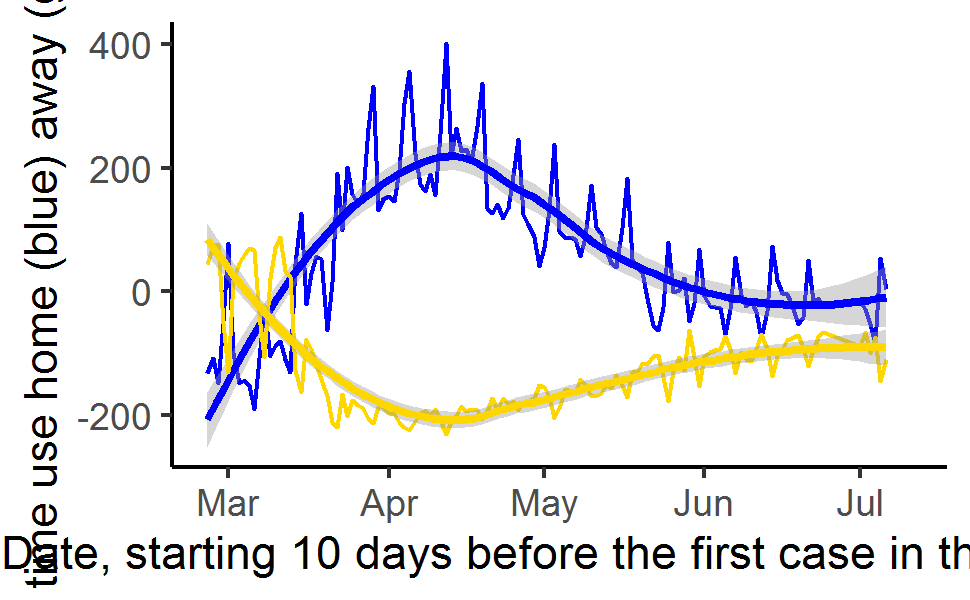 time use home (blue) away (
400
200
0
-200
Mar Apr May Jun Jul
Date, starting 10 days before the first case in th